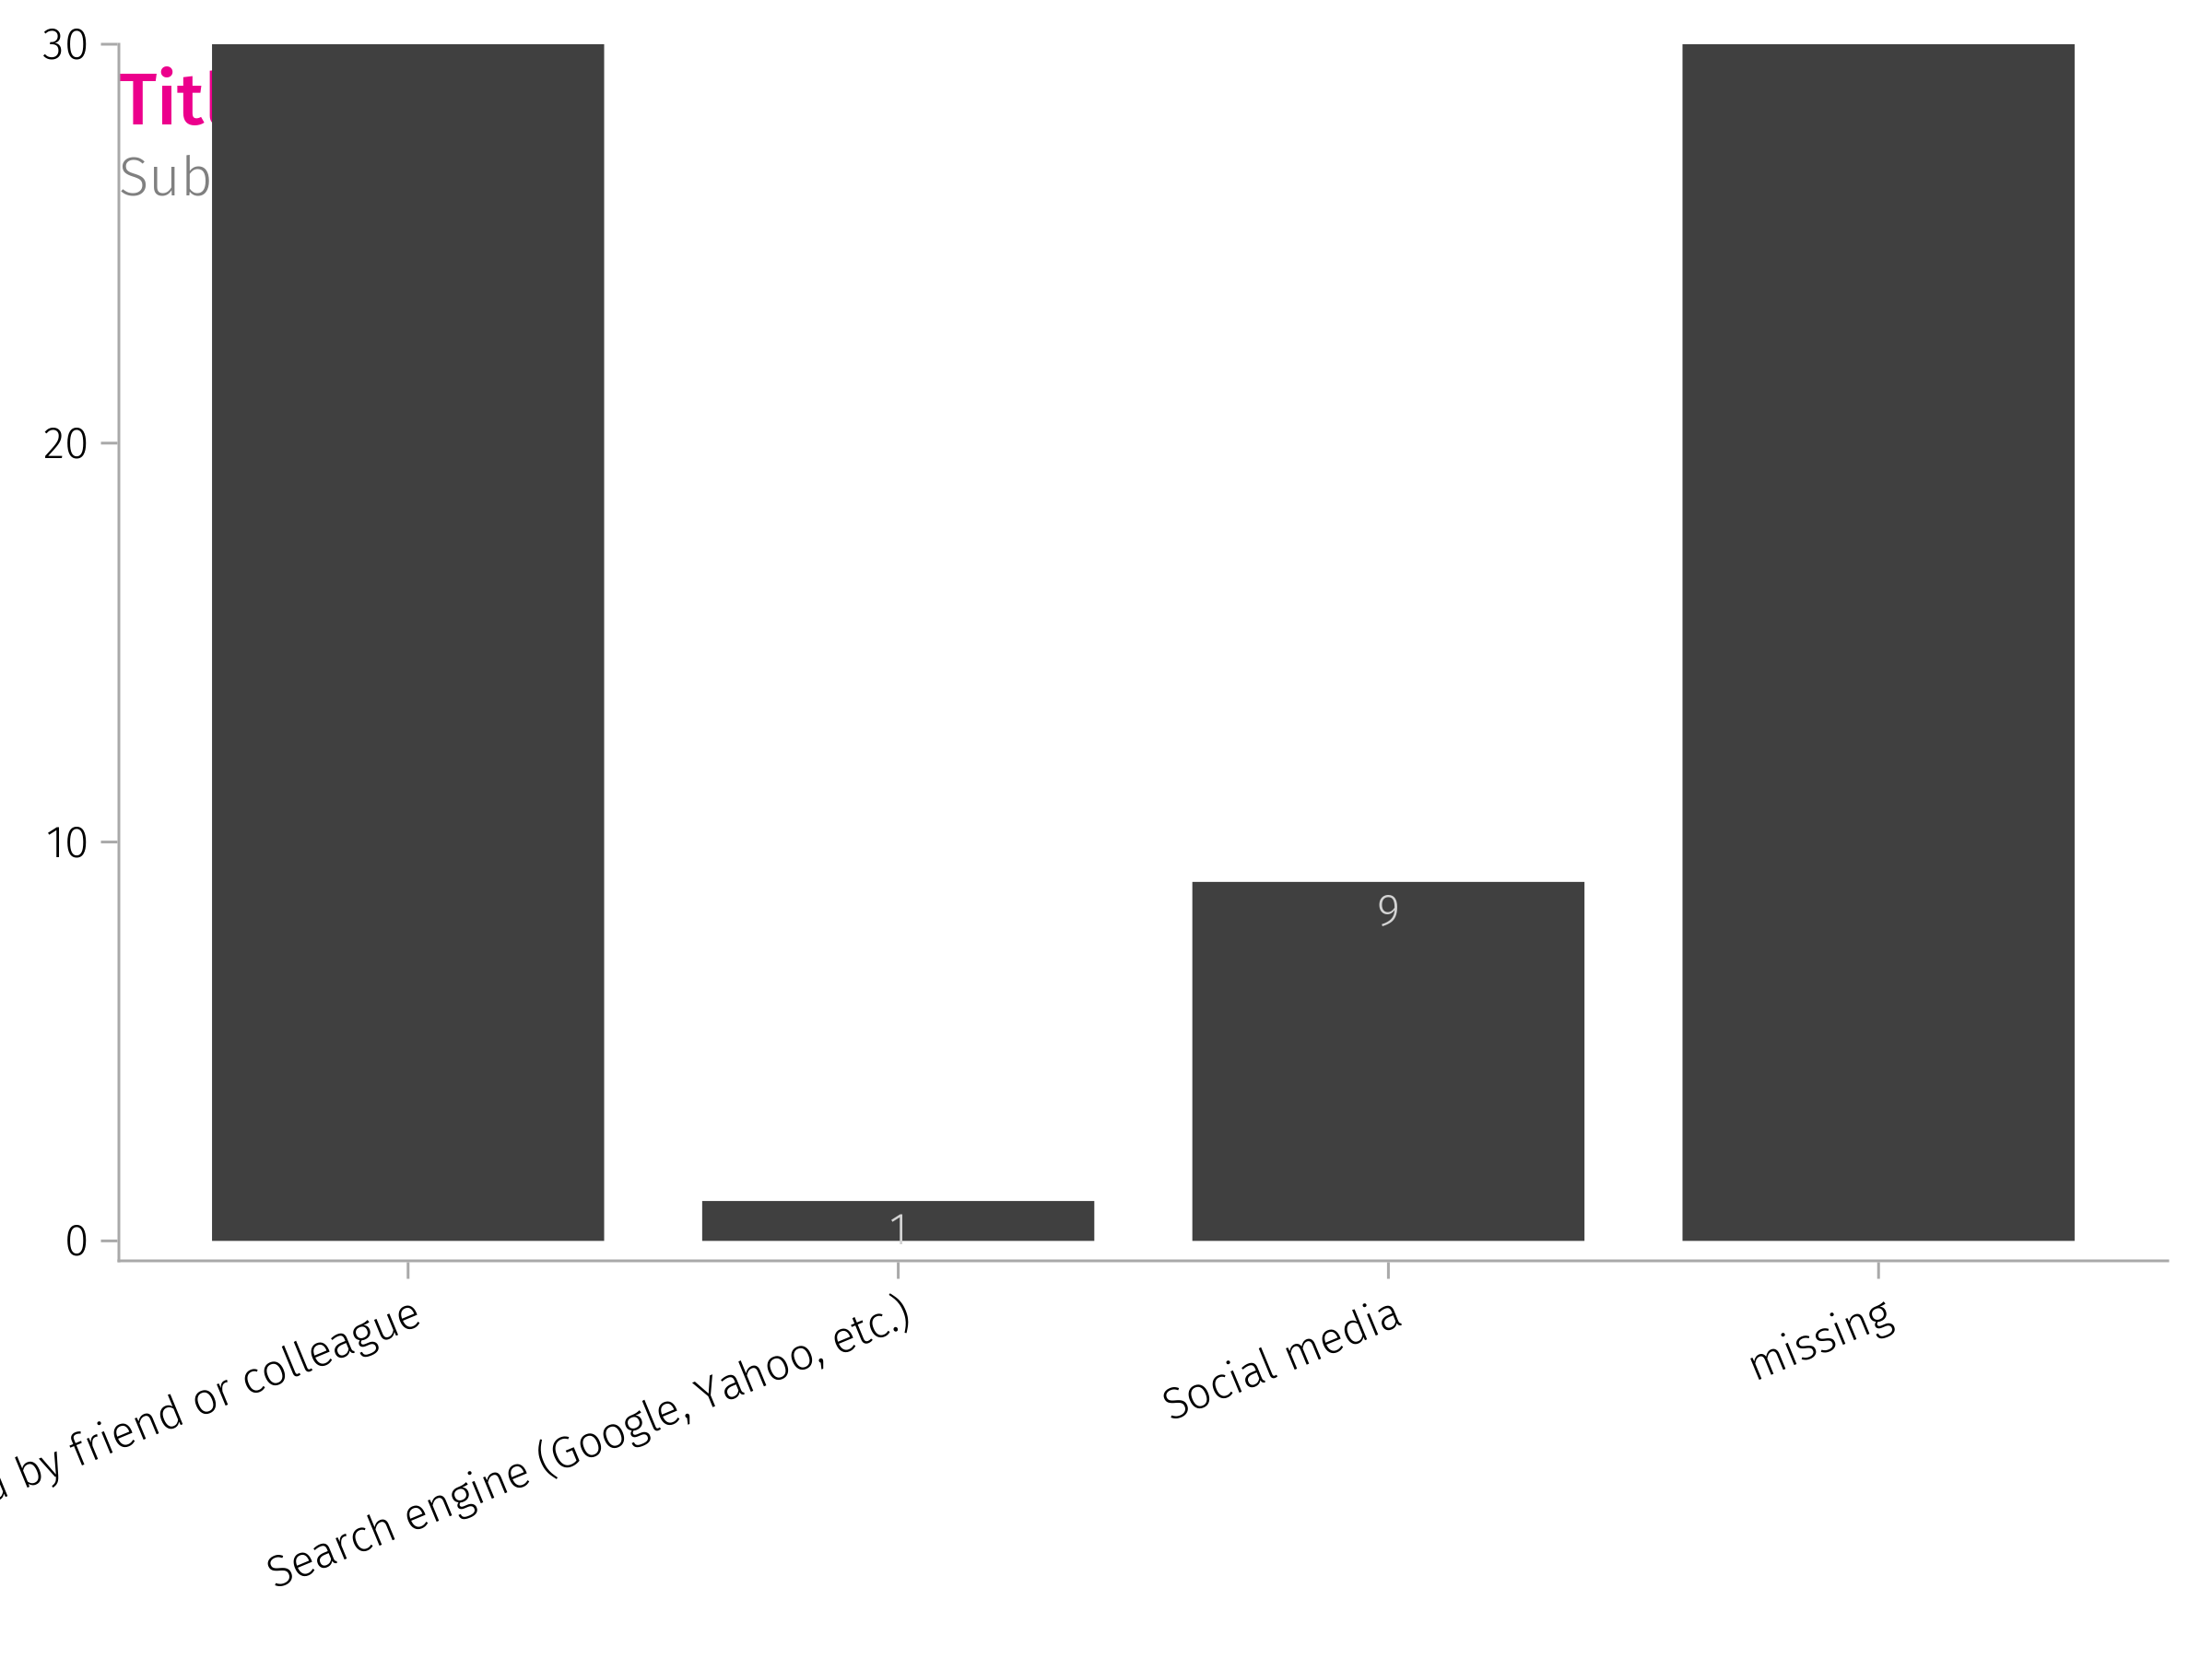 30
Tit
Sub
20
10
9
1
0
by friend or colleague
Search engine (Google, Yahoo, etc.)
Social media
missing